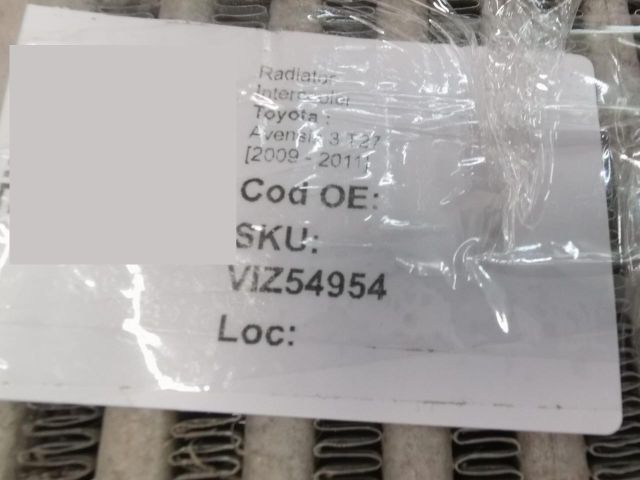 Radiator
Intercooler
Toyota :
Avensis 3 T27
[2009 - 2011]
Cod OE:
SKU:
VIZ54954
Loc: